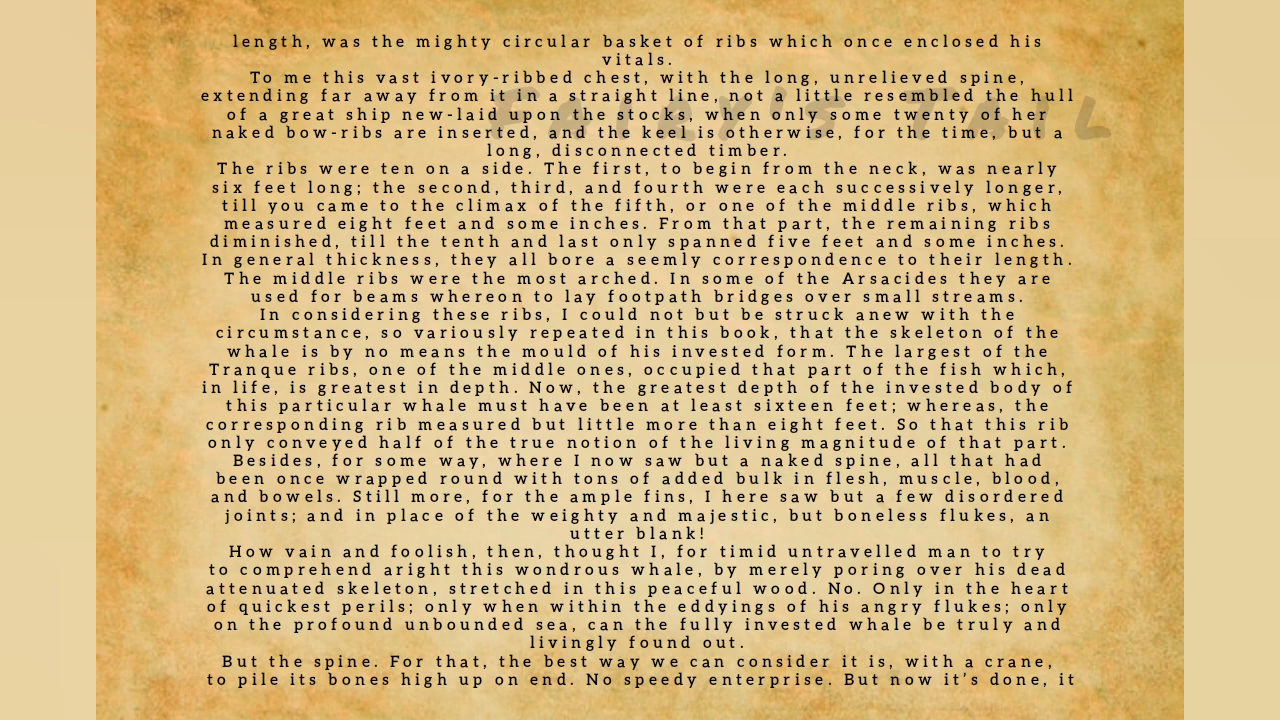 length, was the mighty circular basket of ribs which once enclosed his
vitals.
To me this vast ivory-ribbed chest, with the long, unrelieved spine,
extending far away from it in a straight line, not a little resembled the hull
of a great ship new-laid upon the stocks, when only some twenty of her
naked bow-ribs are inserted, and the keel is otherwise, for the time, but a
long, disconnected timber.
The ribs were ten on a side. The first, to begin from the neck, was nearly
six feet long; the second, third, and fourth were each successively longer,
till you came to the climax of the fifth, or one of the middle ribs, which
measured eight feet and some inches. From that part, the remaining ribs
diminished, till the tenth and last only spanned five feet and some inches.
In general thickness, they all bore a seemly correspondence to their length.
The middle ribs were the most arched. In some of the Arsacides they are
used for beams whereon to lay footpath bridges over small streams.
In considering these ribs, I could not but be struck anew with the
circumstance, so variously repeated in this book, that the skeleton of the
whale is by no means the mould of his invested form. The largest of the
Tranque ribs, one of the middle ones, occupied that part of the fish which,
in life, is greatest in depth. Now, the greatest depth of the invested body of
this particular whale must have been at least sixteen feet; whereas, the
corresponding rib measured but little more than eight feet. So that this rib
only conveyed half of the true notion of the living magnitude of that part.
Besides, for some way, where I now saw but a naked spine, all that had
been once wrapped round with tons of added bulk in flesh, muscle, blood,
and bowels. Still more, for the ample fins, I here saw but a few disordered
joints; and in place of the weighty and majestic, but boneless flukes, an
utter blank!
How vain and foolish, then, thought I, for timid untravelled man to try
to comprehend aright this wondrous whale, by merely poring over his dead
attenuated skeleton, stretched in this peaceful wood. No. Only in the heart
of quickest perils; only when within the eddyings of his angry flukes; only
on the profound unbounded sea, can the fully invested whale be truly and
livingly found out.
But the spine. For that, the best way we can consider it is, with a crane,
to pile its bones high up on end. No speedy enterprise. But now it's done, it